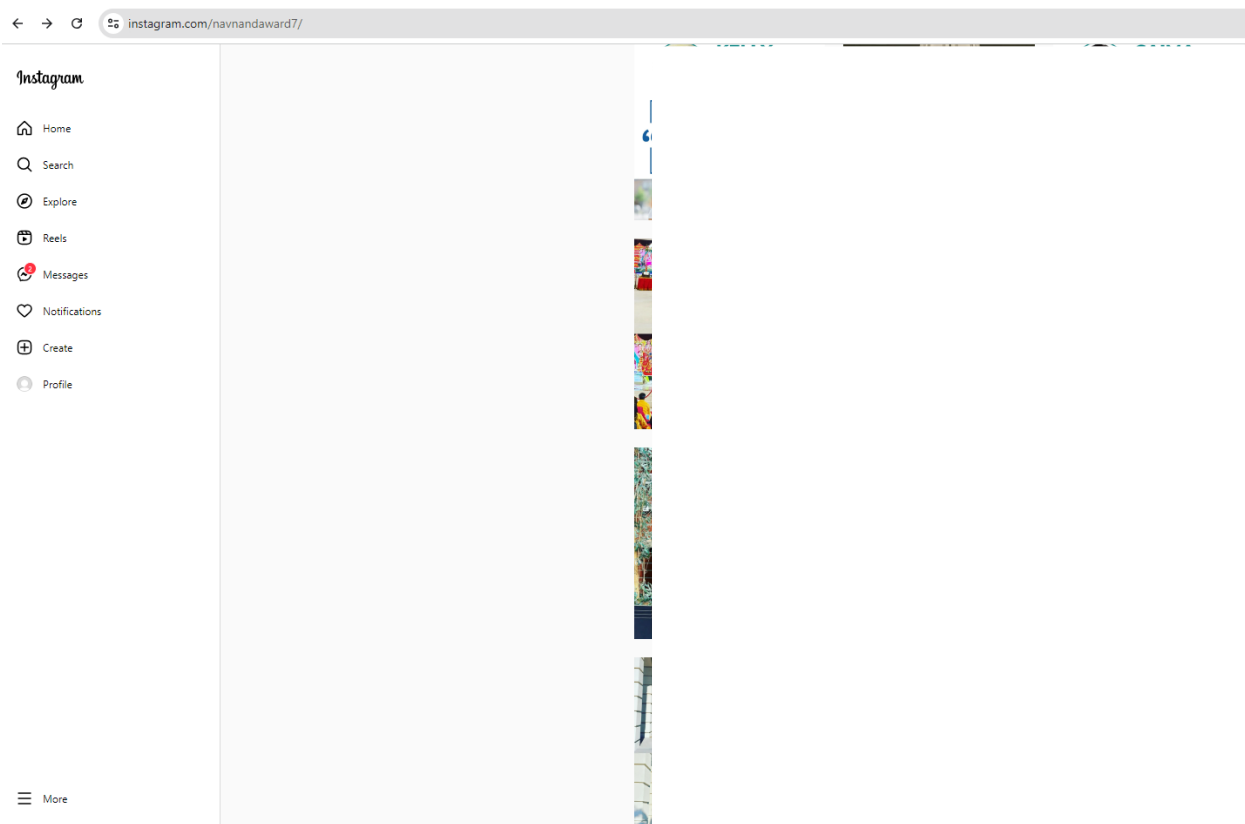 instagram.com/navnandaward7/
Instagram
Home
Search
Explore
Reels
2
Messages
Notifications
Create
Profile
More
“